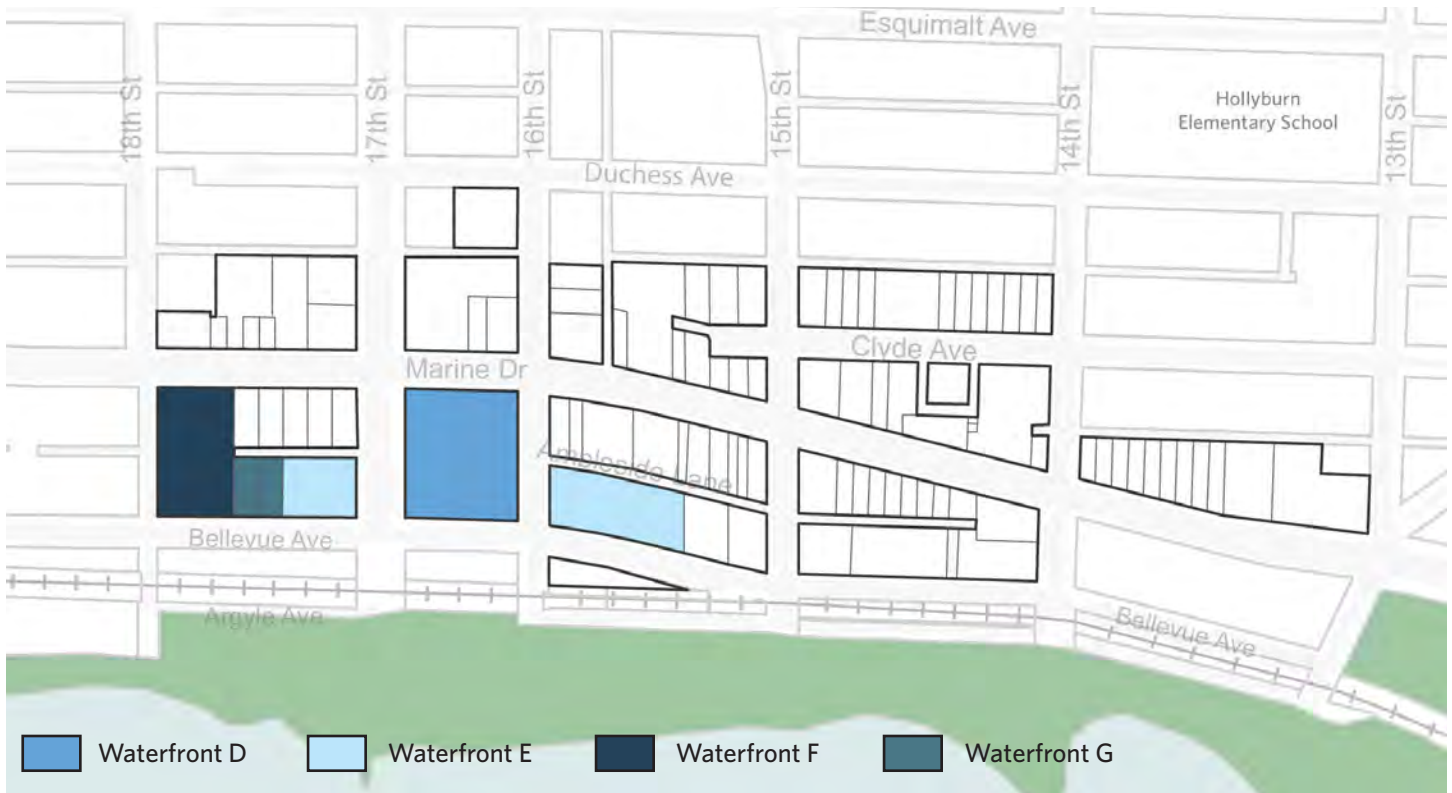 Esquimalt Ave
18th St
17th St
16th St
15th St
14th St
13th St
Hollyburn
Elementary School
Duchess Ave
Clyde Ave
Marine Dr
Ambleside Lane
Bellevue Ave
Argyle Ave
Bellevue Ave
Waterfront D
Waterfront E
Waterfront F
Waterfront G